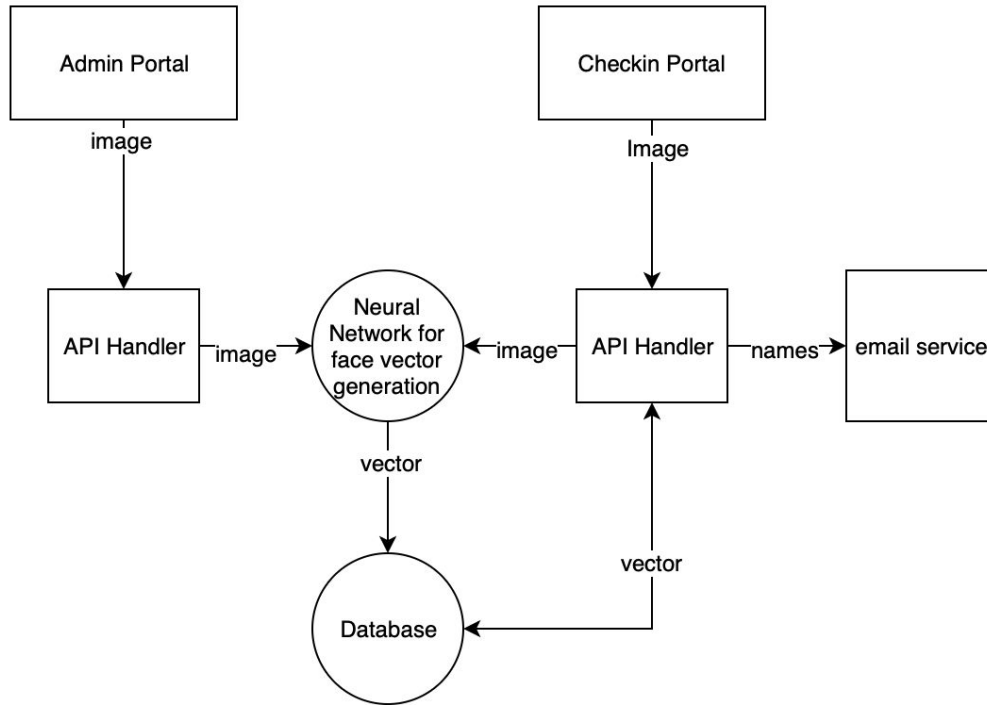 Admin Portal
Checkin Portal
image
Image
API Handler
image
Neural
Network for
face vector
generation
image
API Handler
names
email service
vector
vector
Database